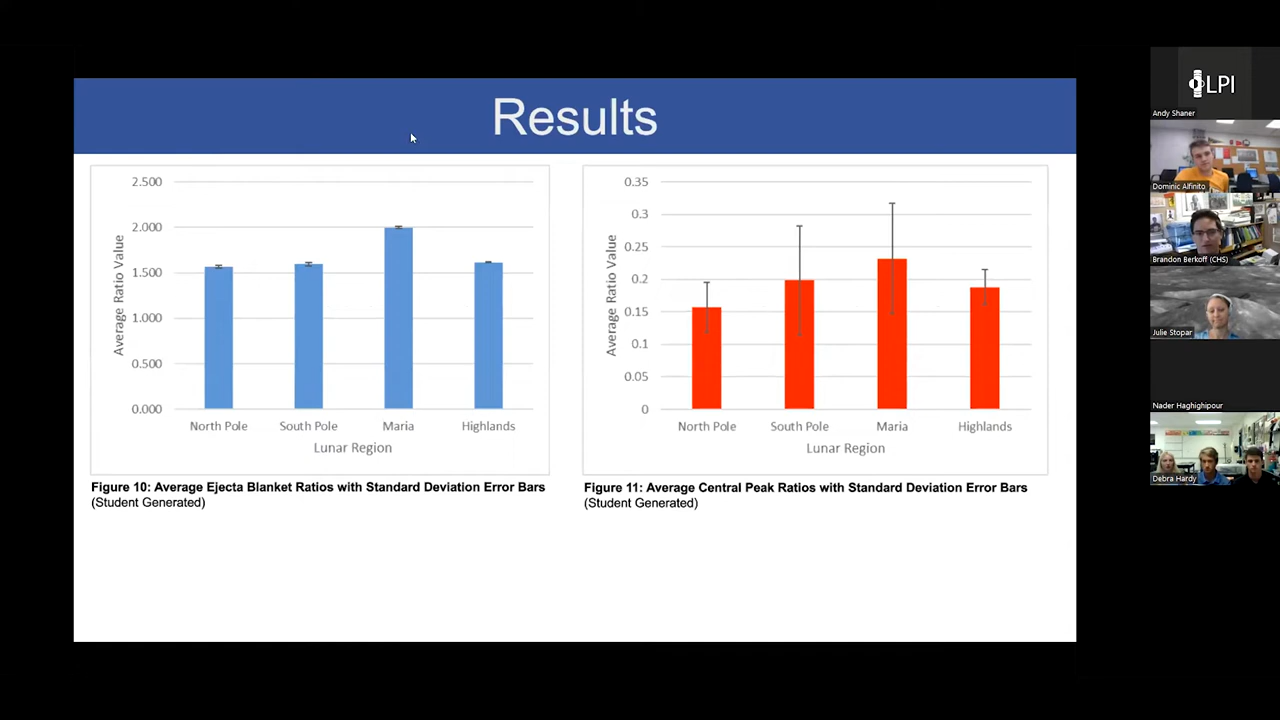 Results
2.500
2.000
1.500
1.000
0.500
0.000
Average Ratio Value
North Pole
South Pole
Maria
Highlands
Lunar Region
Figure 10: Average Ejecta Blanket Ratios with Standard Deviation Error Bars
(Student Generated)
0.35
0.3
0.25
0.2
0.15
0.1
0.05
0
Average Ratio Value
North Pole
South Pole
Maria
Highlands
Lunar Region
Figure 11: Average Central Peak Ratios with Standard Deviation Error Bars
(Student Generated)
LPI
Andy Shaner
Dominic Alfinito
Brandon Berkoff (CHS)
Julie Stopar
Nader Haghighipour
Debra Hardy